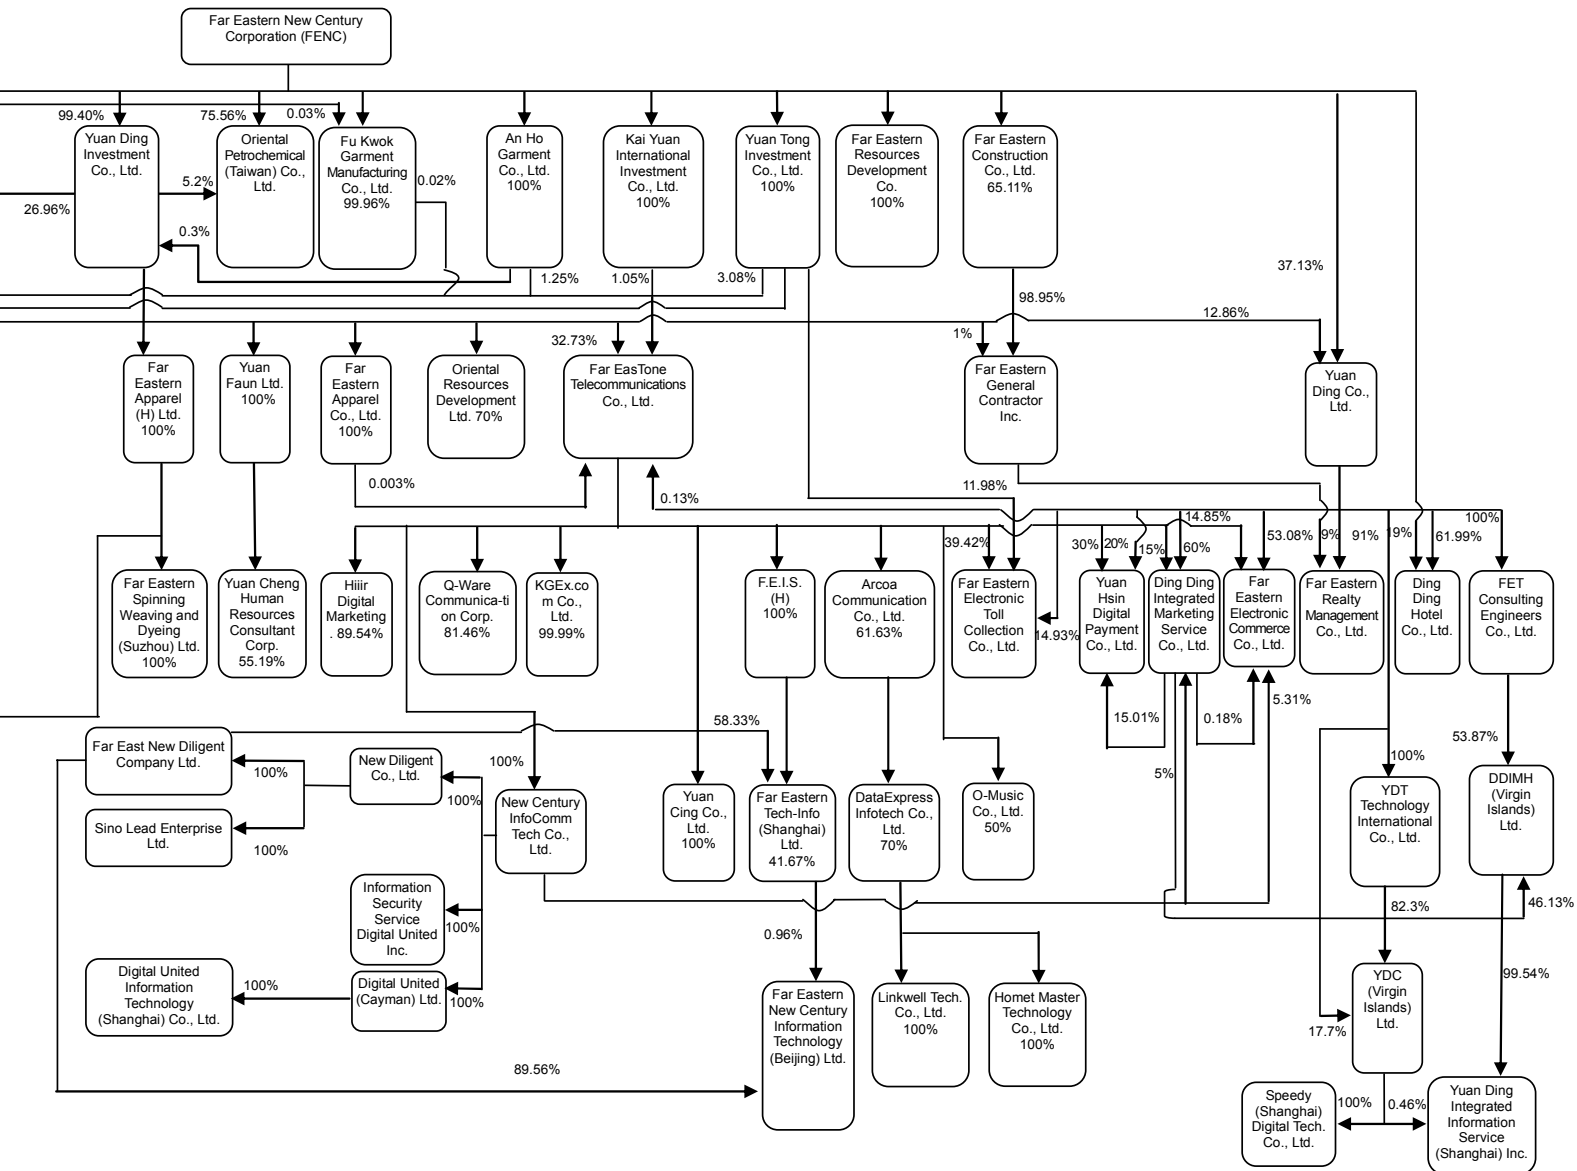 Far Eastern New Century
Corporation (FENC)
99.40%
75.56%
0.03%
Yuan Ding
Investment
Co., Ltd.
Oriental
Petrochemical
(Taiwan) Co.,
Ltd.
Fu Kwok
Garment
Manufacturing
Co., Ltd.
99.96%
An Ho
Garment
Co., Ltd.
100%
Kai Yuan
International
Investment
Co., Ltd.
100%
Yuan Tong
Investment
Co., Ltd.
100%
Far Eastern
Resources
Development
Co.
100%
Far Eastern
Construction
Co., Ltd.
65.11%
5.2%
0.02%
26.96%
0.3%
1.25%
1.05%
3.08%
37.13%
98.95%
12.86%
32.73%
1%
Far
Eastern
Apparel
(H) Ltd.
100%
Yuan
Faun Ltd.
100%
Far
Eastern
Apparel
Co., Ltd.
100%
Oriental
Resources
Development
Ltd. 70%
Far EasTone
Telecommunications
Co., Ltd.
Far Eastern
General
Contractor
Inc.
Yuan
Ding Co.,
Ltd.
0.003%
0.13%
11.98%
39.42%
30%
20%
15%
14.85%
60%
53.08%
9%
91%
19%
61.99%
100%
Far Eastern
Spinning
Weaving and
Dyeing
(Suzhou) Ltd.
100%
Yuan Cheng
Human
Resources
Consultant
Corp.
55.19%
Hiiir
Digital
Marketing
. 89.54%
Q-Ware
Communica-ti
on Corp.
81.46%
KGEx.co
m Co.,
Ltd.
99.99%
F.E.I.S.
(H)
100%
Arcoa
Communication
Co., Ltd.
61.63%
Far Eastern
Electronic
Toll
Collection
Co., Ltd.
14.93%
Yuan
Hsin
Digital
Payment
Co., Ltd.
Ding Ding
Integrated
Marketing
Service
Co., Ltd.
Far
Eastern
Electronic
Commerce
Co., Ltd.
Far Eastern
Realty
Management
Co., Ltd.
Ding
Ding
Hotel
Co., Ltd.
FET
Consulting
Engineers
Co., Ltd.
58.33%
15.01%
0.18%
5.31%
53.87%
5%
100%
Far East New Diligent
Company Ltd.
100%
New Diligent
Co., Ltd.
100%
100%
Sino Lead Enterprise
Ltd.
100%
New Century
InfoComm
Tech Co.,
Ltd.
Yuan
Cing Co.,
Ltd.
100%
Far Eastern
Tech-Info
(Shanghai)
Ltd.
41.67%
DataExpress
Infotech Co.,
Ltd.
70%
O-Music
Co., Ltd.
50%
YDT
Technology
International
Co., Ltd.
DDIMH
(Virgin
Islands)
Ltd.
Information
Security
Service
Digital United
Inc.
100%
0.96%
82.3%
46.13%
Digital United
Information
Technology
(Shanghai) Co., Ltd.
100%
Digital United
(Cayman) Ltd.
100%
Far Eastern
New Century
Information
Technology
(Beijing) Ltd.
Linkwell Tech.
Co., Ltd.
100%
Homet Master
Technology
Co., Ltd.
100%
YDC
(Virgin
Islands)
Ltd.
99.54%
17.7%
89.56%
Speedy
(Shanghai)
Digital Tech.
Co., Ltd.
100%
0.46%
Yuan Ding
Integrated
Information
Service
(Shanghai) Inc.